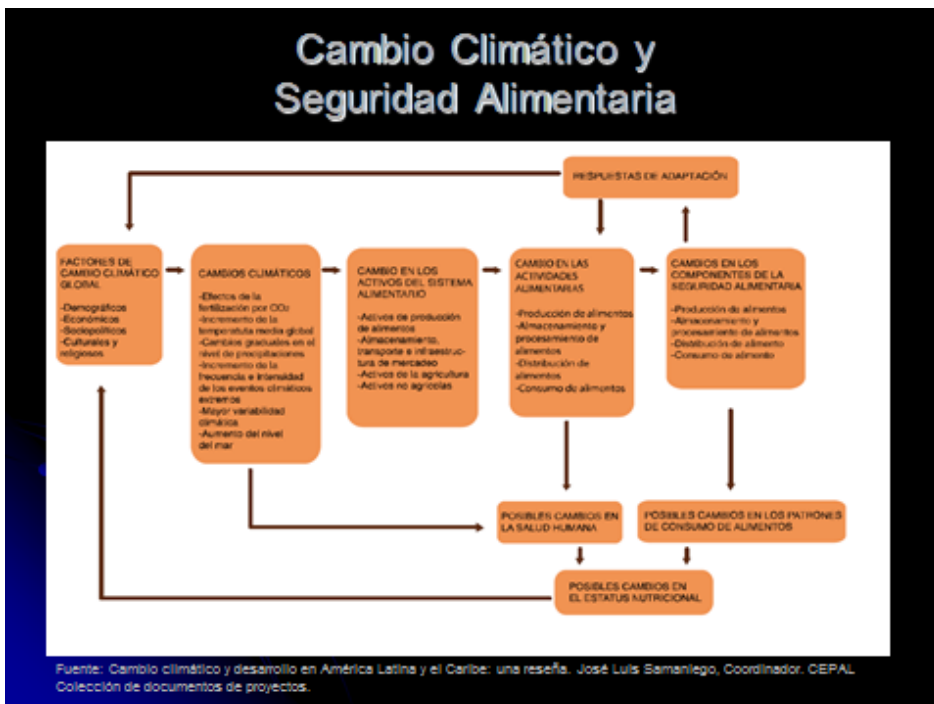 Cambio Climático y
Seguridad Alimentaria
RESPUESTAS DE ADAPTACIÓN
FACTORES DE
CAMBIO CLIMÁTICO
GLOBAL
-Demográficos
-Económicos
-Sociopolíticos
-Culturales y
religiosos
CAMBIOS CLIMÁTICOS
-Efectos de la
fertilización por CO₂
-Incremento de la
temperatura media global
-Cambios graduales en el
nivel de precipitaciones
-Incremento de la
frecuencia e intensidad
de los eventos climáticos
extremos
-Mayor variabilidad
climática
-Aumento del nivel
del mar
CAMBIO EN LOS
ACTIVOS DEL SISTEMA
ALIMENTARIO
-Activos de producción
de alimentos
-Almacenamiento,
transporte e infraestruc-
tura de mercadeo
-Activos de la agricultura
-Activos no agrícolas
CAMBIO EN LAS
ACTIVIDADES
ALIMENTARIAS
-Producción de alimentos
-Almacenamiento y
procesamiento de
alimentos
-Distribución de
alimentos
-Consumo de alimentos
CAMBIOS EN LOS
COMPONENTES DE LA
SEGURIDAD ALIMENTARIA
-Producción de alimentos
-Almacenamiento y
procesamiento de alimentos
-Distribución de alimento
-Consumo de alimento
POSIBLES CAMBIOS EN
LA SALUD HUMANA
POSIBLES CAMBIOS EN LOS PATRONES
DE CONSUMO DE ALIMENTOS
POSIBLES CAMBIOS EN
EL ESTATUS NUTRICIONAL
Fuente: Cambio climático y desarrollo en América Latina y el Caribe: una reseña. José Luis Samaniego, Coordinador. CEPAL
Colección de documentos de proyectos.